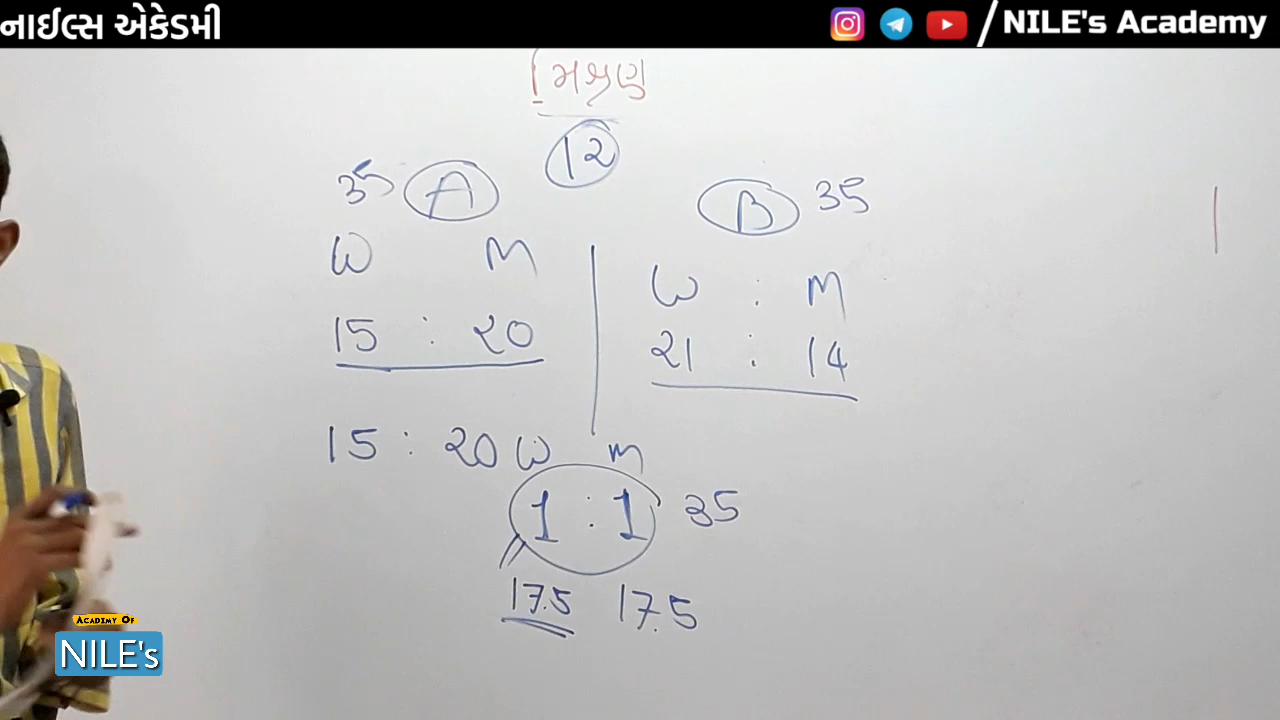 નાઈલ્સ એકેડમી
/ NILE's Academy
મિશ્રણ
12
35 A
B 35
W M
W : M
15 : 20
21 : 14
15 : 20 W M
1 : 1 35
17.5 17.5
ACADEMY OF
NILE's